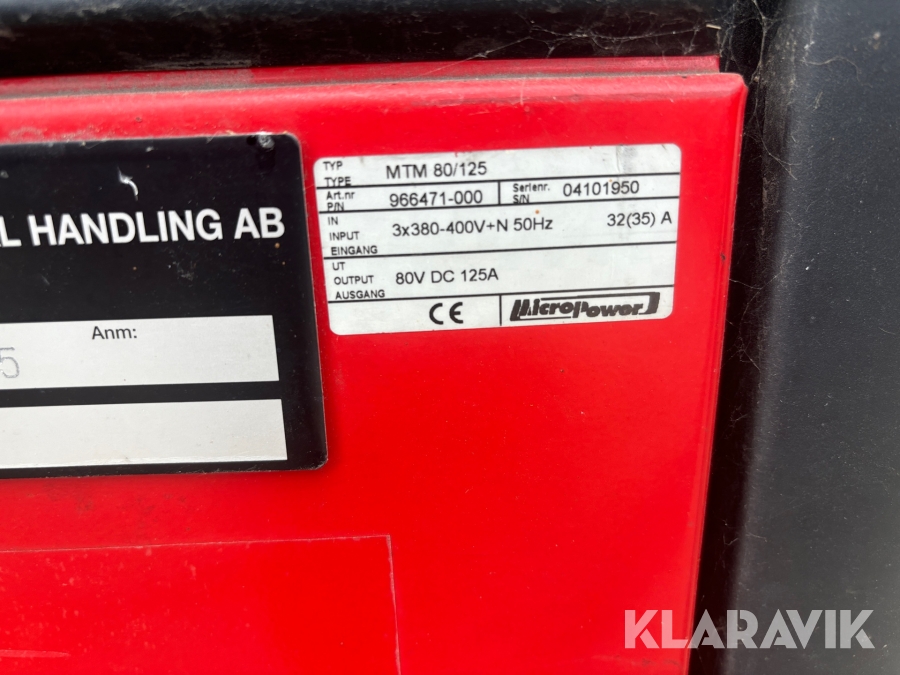 L HANDLING AB
Anm:
5
TYP
TYPE MTM 80/125
Art.nr
P/N 966471-000 Serienr.
S/N 04101950
IN
INPUT 3x380-400V+N 50Hz 32(35) A
EINGANG
UT
OUTPUT 80V DC 125A
AUSGANG
CE MicroPower
KLARAVIK